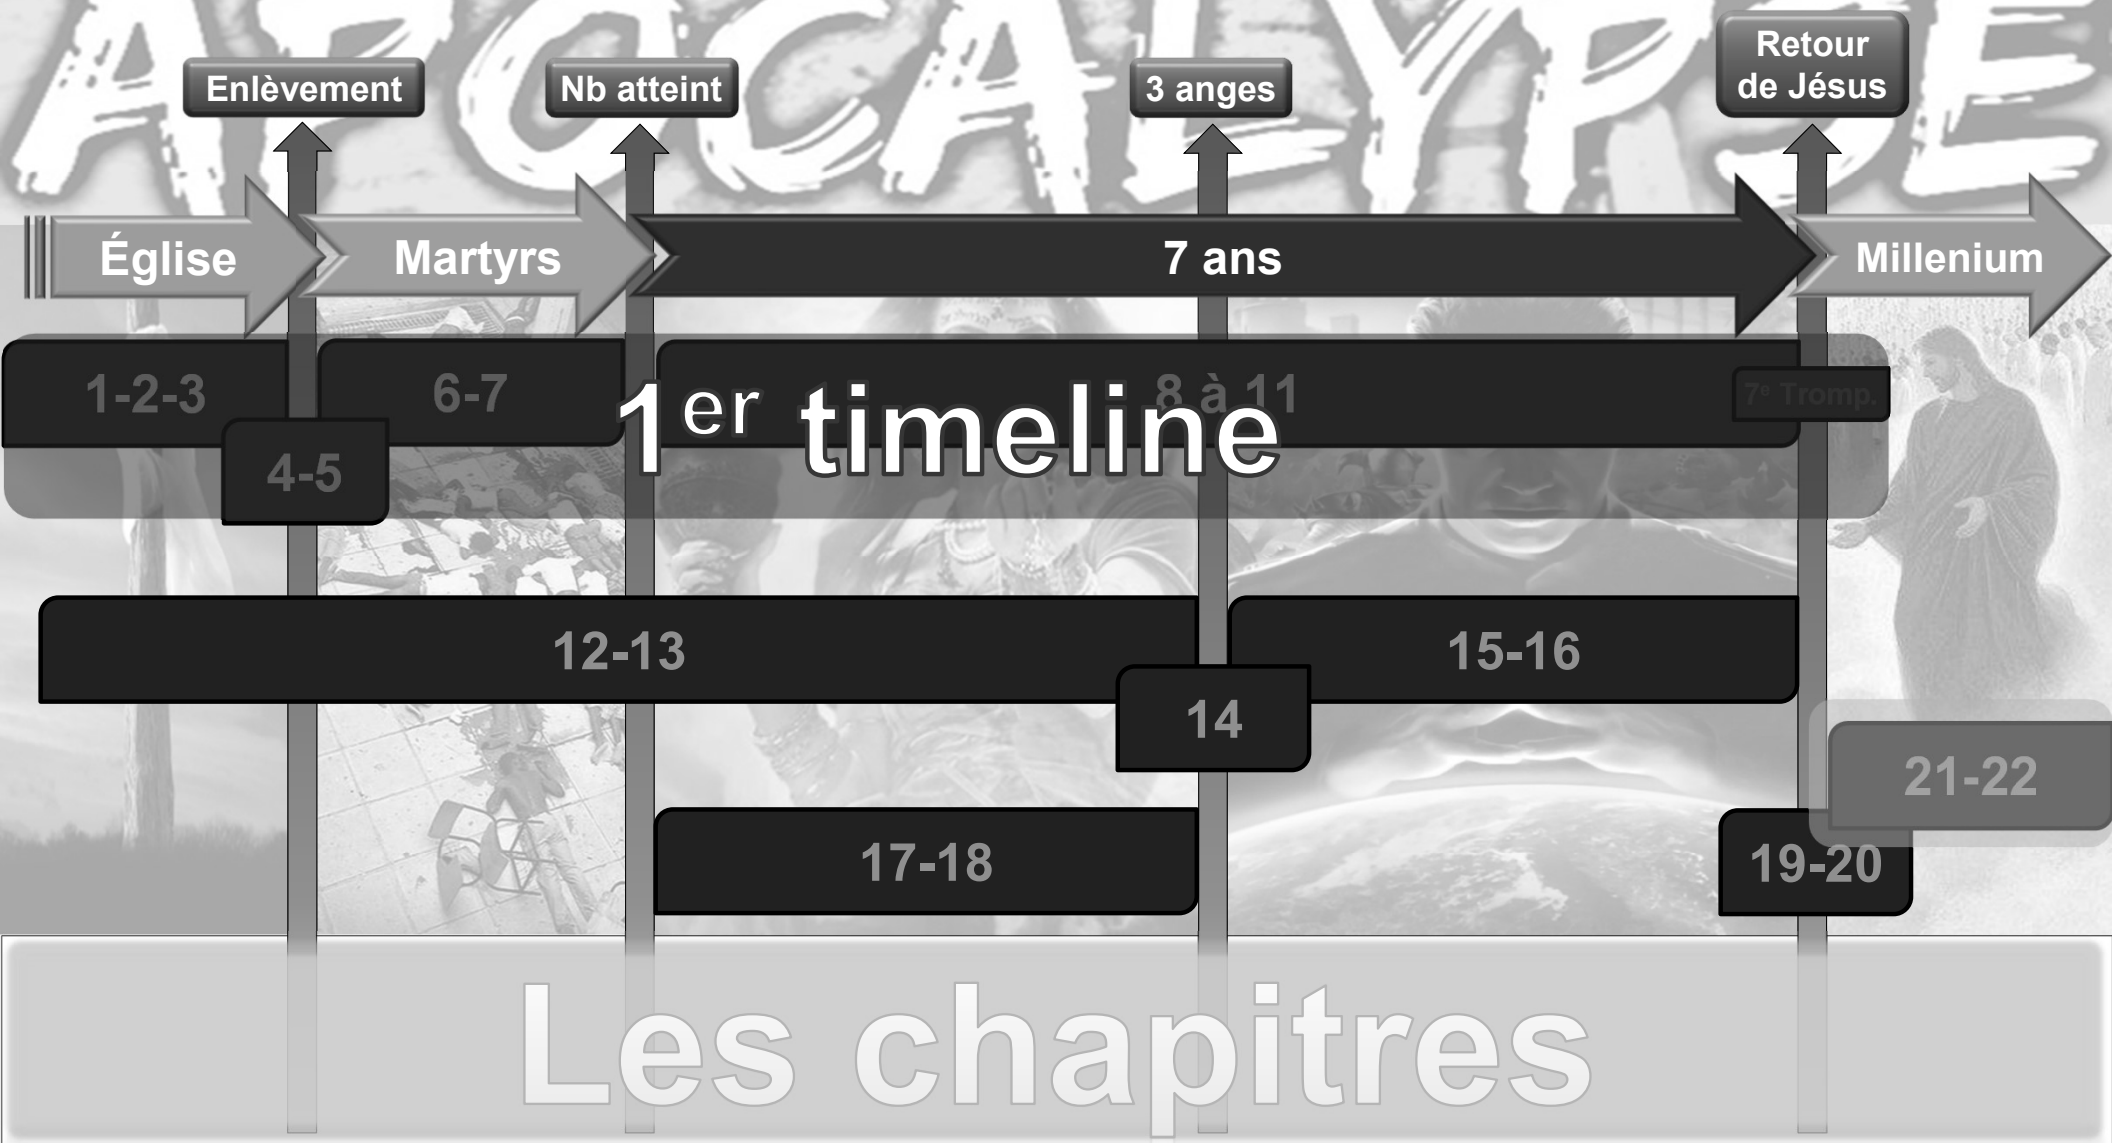 APOCALYPSE
Enlèvement
Nb atteint
3 anges
Retour
de Jésus
Église
Martyrs
7 ans
Millenium
1-2-3
6-7
8 à 11
7e Tromp.
1er timeline
4-5
12-13
15-16
14
21-22
17-18
19-20
Les chapitres